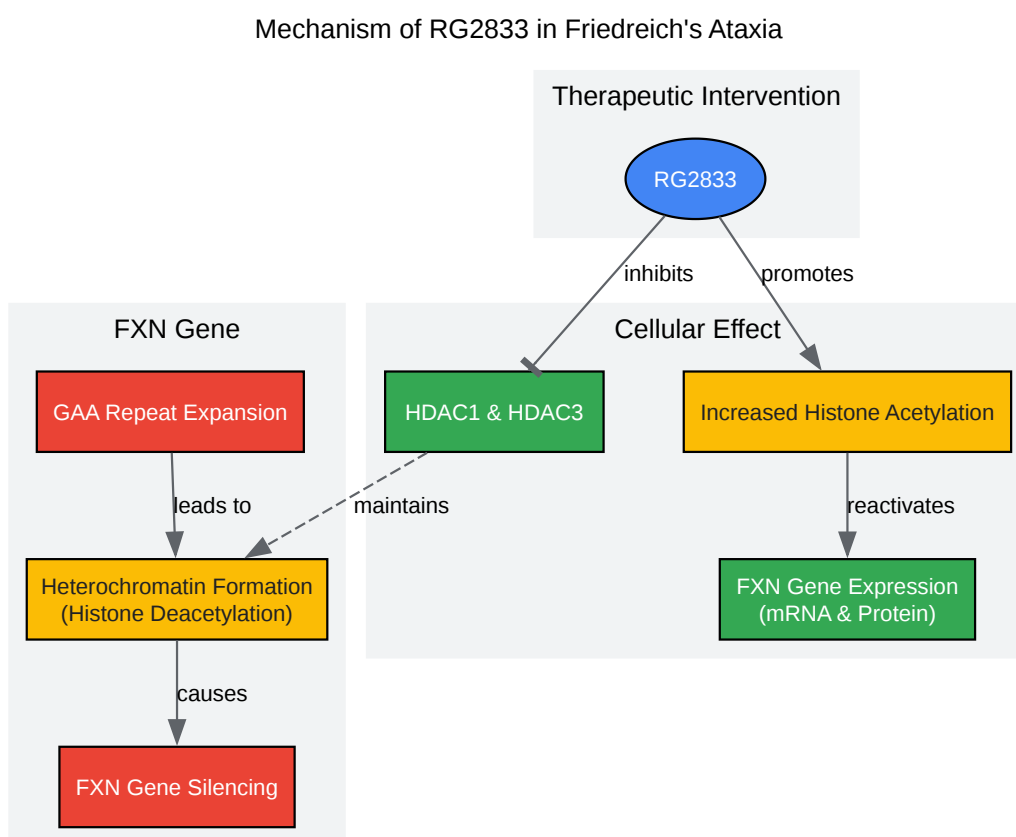 Mechanism of RG2833 in Friedreich's Ataxia
Therapeutic Intervention
RG2833
inhibits
promotes
FXN Gene
Cellular Effect
GAA Repeat Expansion
HDAC1 & HDAC3
Increased Histone Acetylation
leads to
maintains
reactivates
Heterochromatin Formation
(Histone Deacetylation)
FXN Gene Expression
(mRNA & Protein)
causes
FXN Gene Silencing